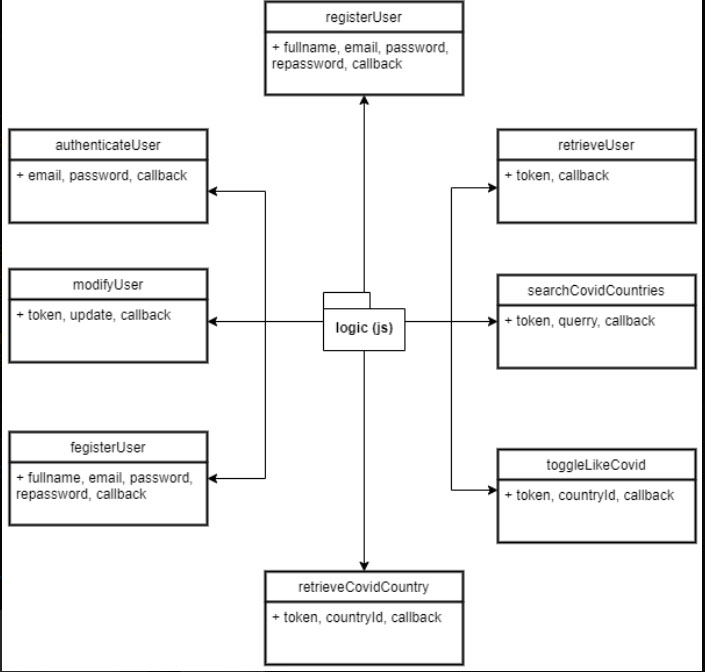 registerUser
+ fullname, email, password,
repassword, callback
authenticateUser
+ email, password, callback
retrieveUser
+ token, callback
modifyUser
+ token, update, callback
logic (js)
searchCovidCountries
+ token, querry, callback
fegisterUser
+ fullname, email, password,
repassword, callback
toggleLikeCovid
+ token, countryId, callback
retrieveCovidCountry
+ token, countryId, callback